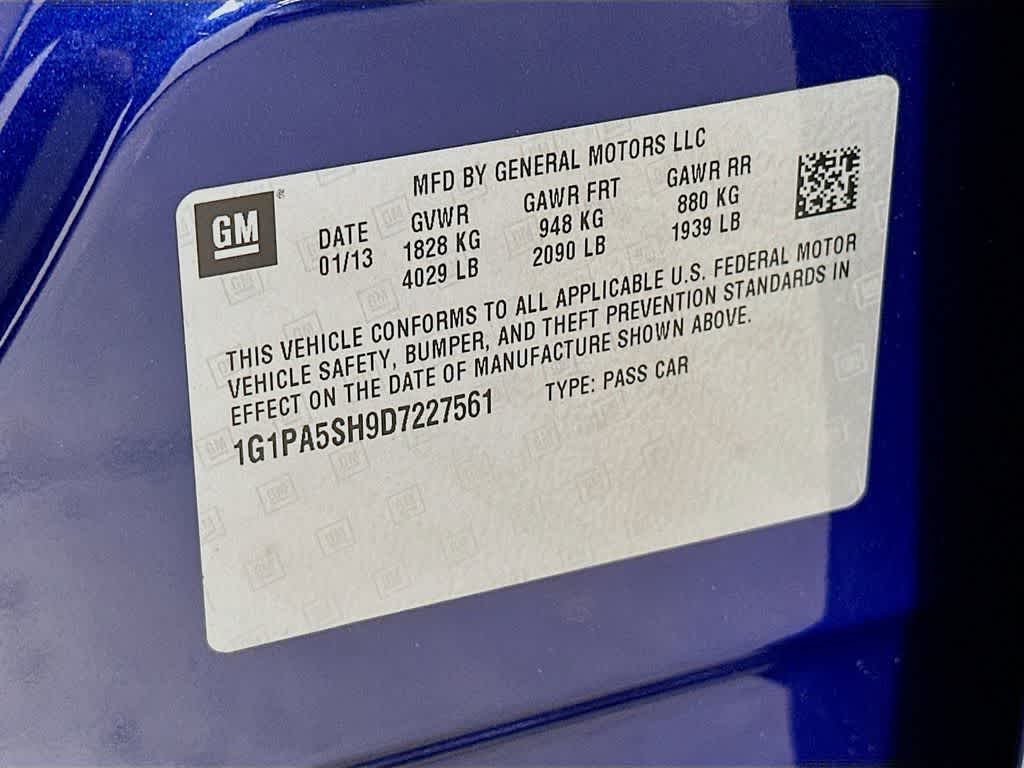 MFD BY GENERAL MOTORS LLC
GM®
DATE GVWR GAWR FRT GAWR RR
01/13 1828 KG 948 KG 880 KG
4029 LB 2090 LB 1939 LB
THIS VEHICLE CONFORMS TO ALL APPLICABLE U.S. FEDERAL MOTOR
VEHICLE SAFETY, BUMPER, AND THEFT PREVENTION STANDARDS IN
EFFECT ON THE DATE OF MANUFACTURE SHOWN ABOVE.
1G1PA5SH9D7227561 TYPE: PASS CAR